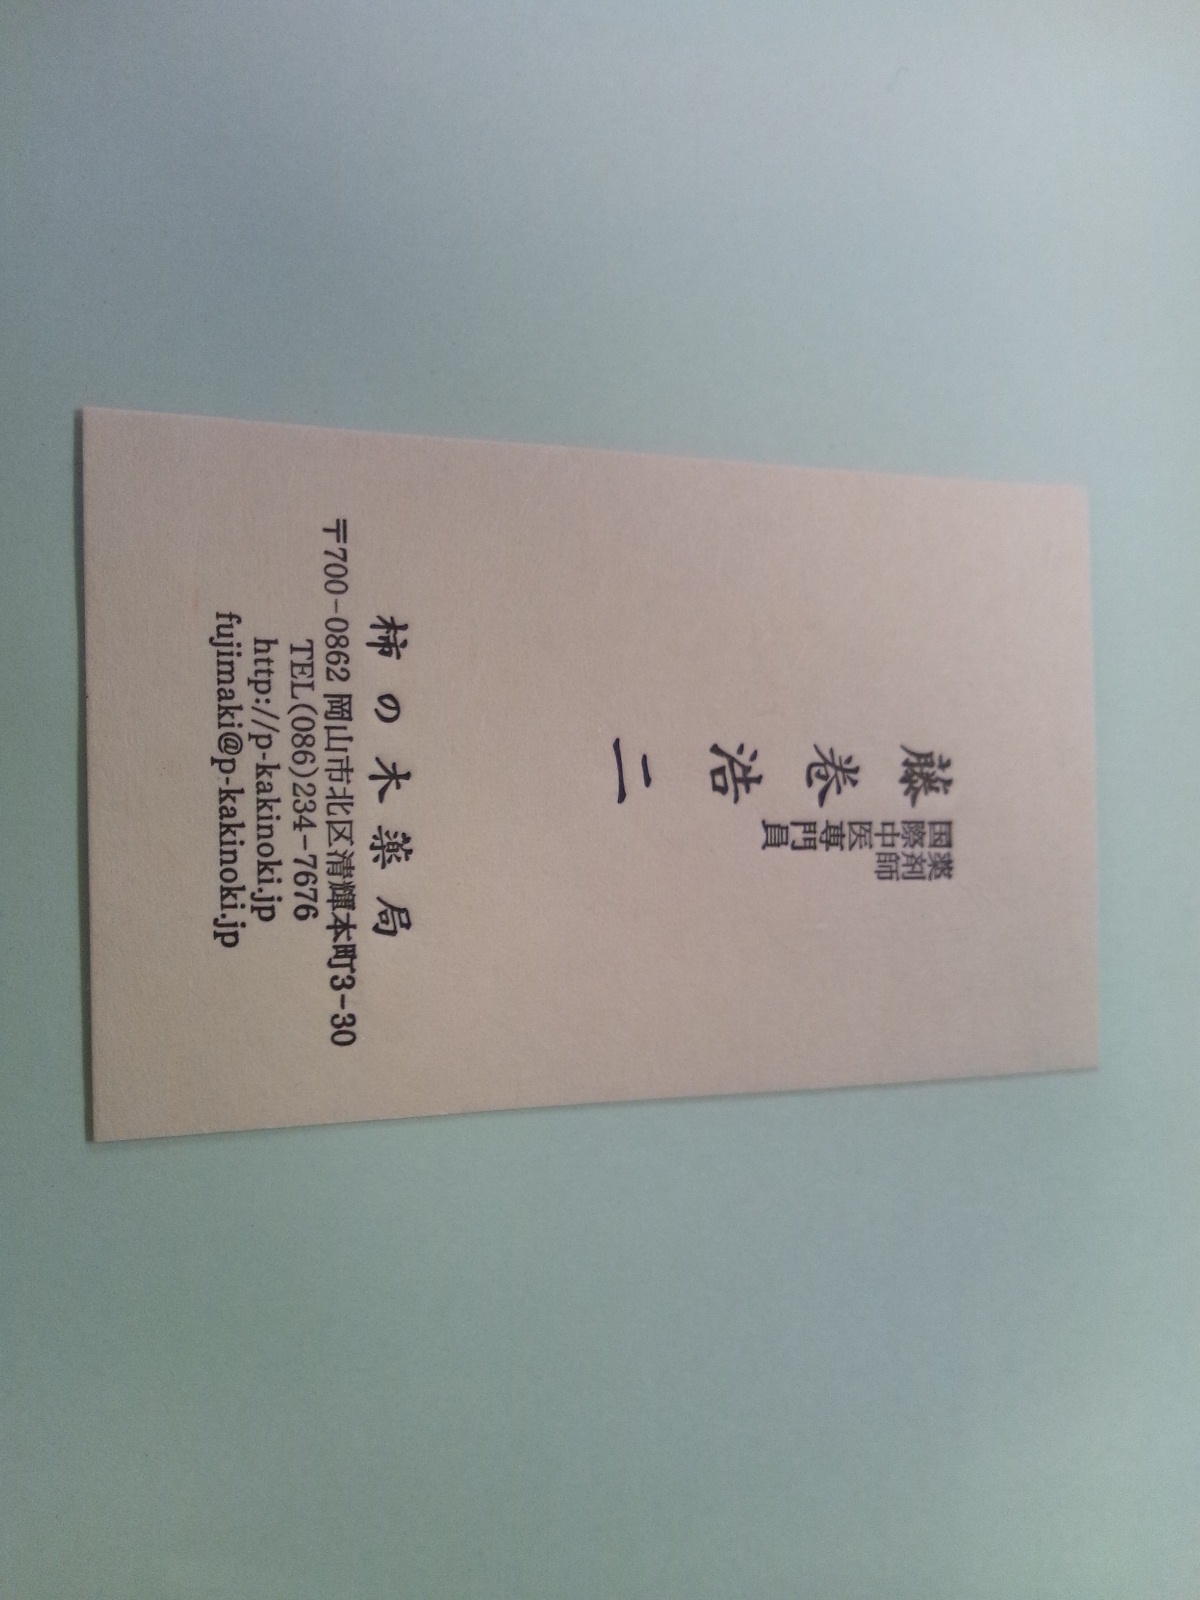 薬剤師
国際中医専門員
藤巻浩二
柿の木薬局
〒700-0862 岡山市北区清輝本町3-30
TEL(086)234-7676
http://p-kakinoki.jp
fujimaki@p-kakinoki.jp